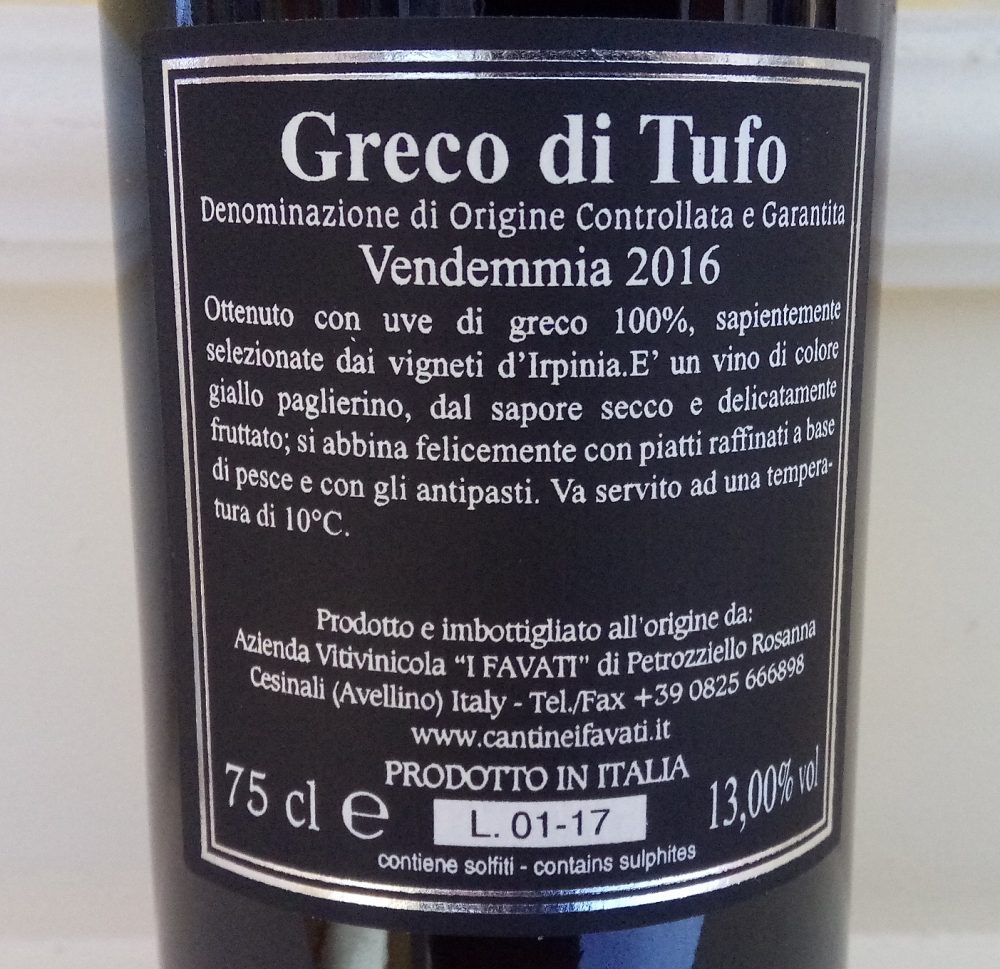 Greco di Tufo
Denominazione di Origine Controllata e Garantita
Vendemmia 2016
Ottenuto con uve di greco 100%, sapientemente
selezionate dai vigneti d'Irpinia.E' un vino di colore
giallo paglierino, dal sapore secco e delicatamente
fruttato; si abbina felicemente con piatti raffinati a base
di pesce e con gli antipasti. Va servito ad una tempera-
tura di 10°C.
Prodotto e imbottigliato all'origine da:
Azienda Vitivinicola "I FAVATI" di Petrozziello Rosanna
Cesinali (Avellino) Italy - Tel./Fax +39 0825 666898
www.cantineifavati.it
PRODOTTO IN ITALIA
75 cl e L. 01-17 13,00% vol
contiene solfiti - contains sulphites